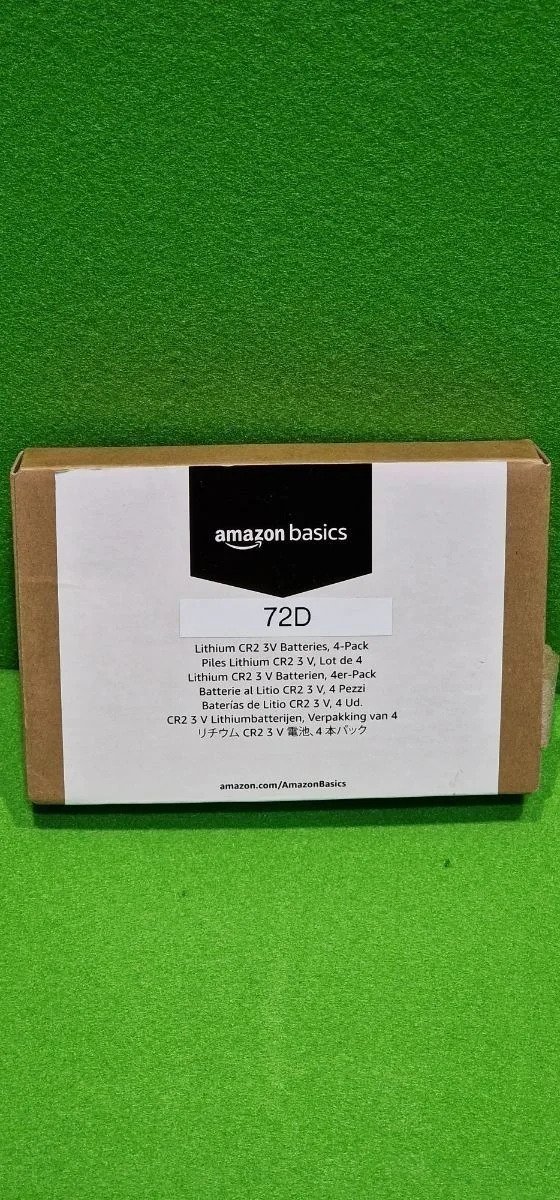 amazon basics
72D
Lithium CR2 3V Batteries, 4-Pack
Piles Lithium CR2 3 V, Lot de 4
Lithium CR2 3 V Batterien, 4er-Pack
Batterie al Litio CR2 3 V, 4 Pezzi
Baterías de Litio CR2 3 V, 4 Ud.
CR2 3 V Lithiumbatterijen, Verpakking van 4
リチウム CR2 3 V 電池、4 本パック
amazon.com/AmazonBasics